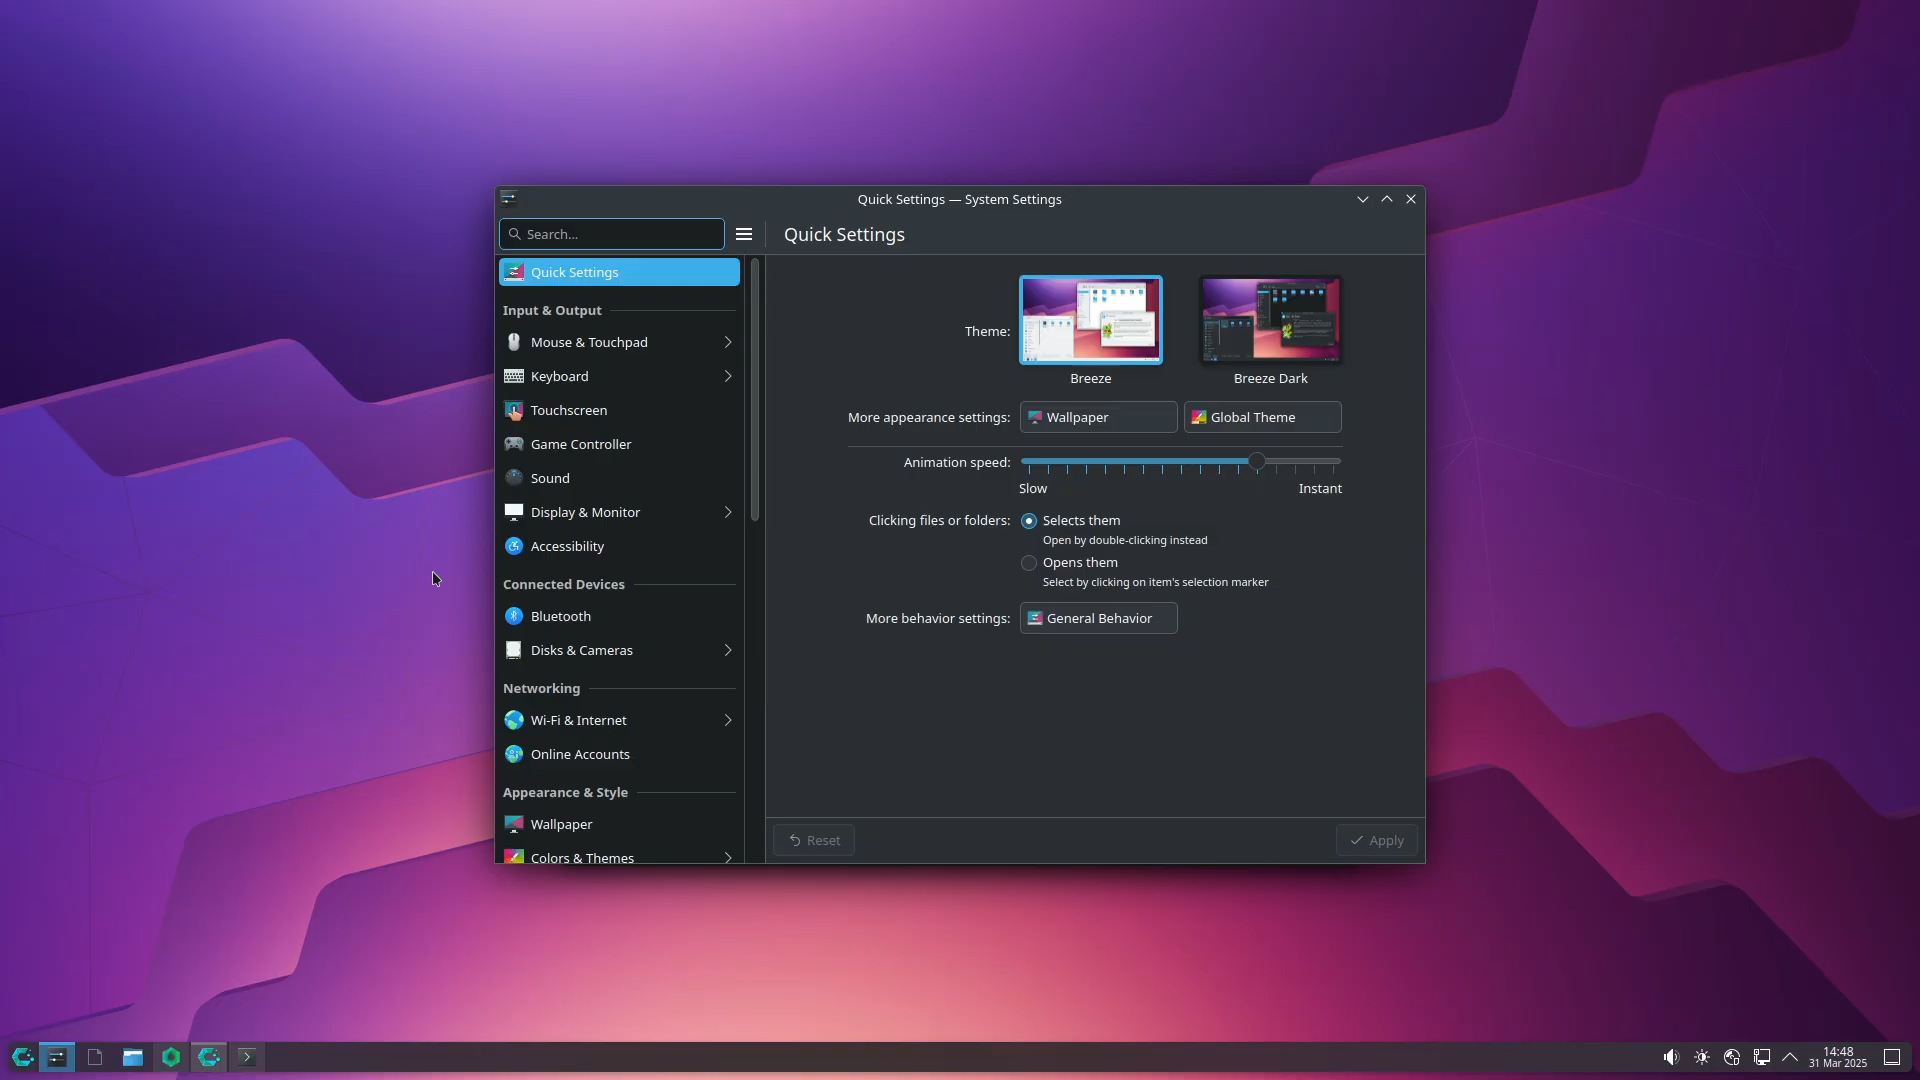 Quick Settings — System Settings
Search...
Quick Settings
Quick Settings
Input & Output
Mouse & Touchpad
Keyboard
Touchscreen
Game Controller
Sound
Display & Monitor
Accessibility
Connected Devices
Bluetooth
Disks & Cameras
Networking
Wi-Fi & Internet
Online Accounts
Appearance & Style
Wallpaper
Colors & Themes
Theme:
Breeze
Breeze Dark
More appearance settings:
Wallpaper
Global Theme
Animation speed:
Slow
Instant
Clicking files or folders:
Selects them
Open by double-clicking instead
Opens them
Select by clicking on item's selection marker
More behavior settings:
General Behavior
Reset
Apply
14:48
31 Mar 2025